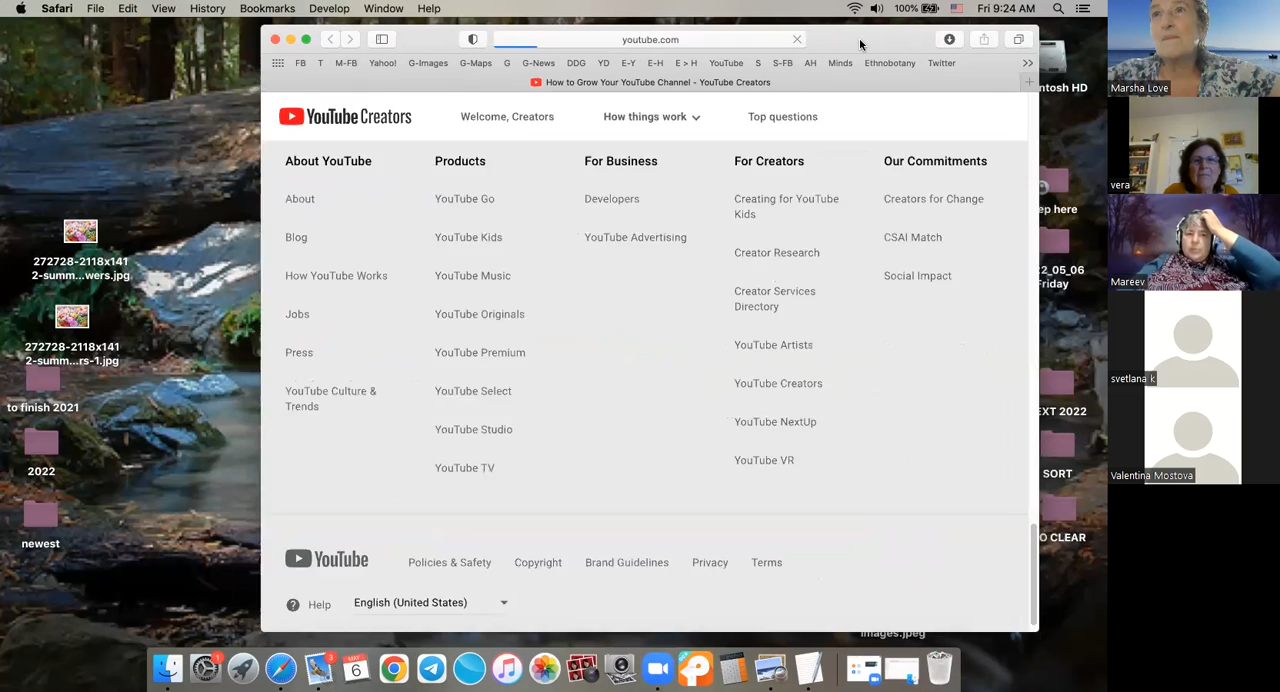 Safari File Edit View History Bookmarks Develop Window Help
100% Fri 9:24 AM
youtube.com
FB T M-FB Yahoo! G-Images G-Maps G G-News DDG YD E-Y E-H E > H YouTube S S-FB AH Minds Ethnobotany Twitter
How to Grow Your YouTube Channel - YouTube Creators
YouTube Creators Welcome, Creators How things work Top questions
About YouTube
About
Blog
How YouTube Works
Jobs
Press
YouTube Culture &
Trends
Products
YouTube Go
YouTube Kids
YouTube Music
YouTube Originals
YouTube Premium
YouTube Select
YouTube Studio
YouTube TV
For Business
Developers
YouTube Advertising
For Creators
Creating for YouTube
Kids
Creator Research
Creator Services
Directory
YouTube Artists
YouTube Creators
YouTube NextUp
YouTube VR
Our Commitments
Creators for Change
CSAI Match
Social Impact
YouTube Policies & Safety Copyright Brand Guidelines Privacy Terms
Help English (United States)
272728-2118x141
2-summ...wers.jpg
272728-2118x141
2-summ...rs-1.jpg
to finish 2021
2022
newest
ntosh HD
ep here
2_05_06
Friday
EXT 2022
SORT
O CLEAR
images.jpeg
Marsha Love
vera
Mareev
svetlana k
Valentina Mostova
1
3
MAY
6